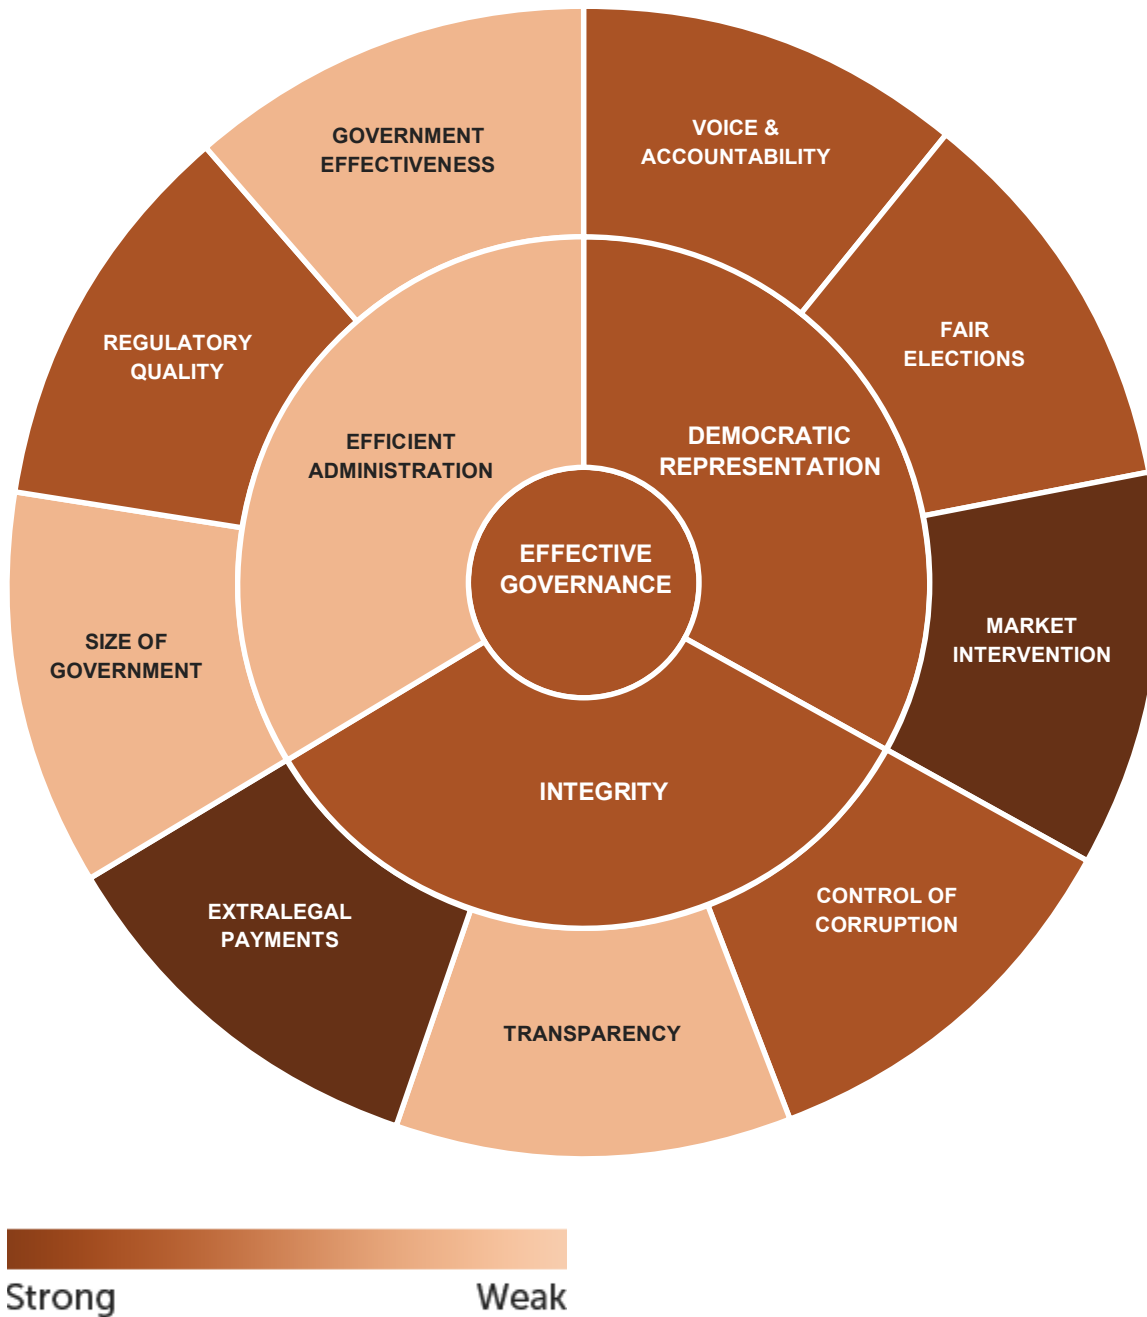 GOVERNMENT
EFFECTIVENESS
VOICE &
ACCOUNTABILITY
REGULATORY
QUALITY
FAIR
ELECTIONS
EFFICIENT
ADMINISTRATION
DEMOCRATIC
REPRESENTATION
EFFECTIVE
GOVERNANCE
SIZE OF
GOVERNMENT
MARKET
INTERVENTION
INTEGRITY
EXTRALEGAL
PAYMENTS
CONTROL OF
CORRUPTION
TRANSPARENCY
Strong
Weak